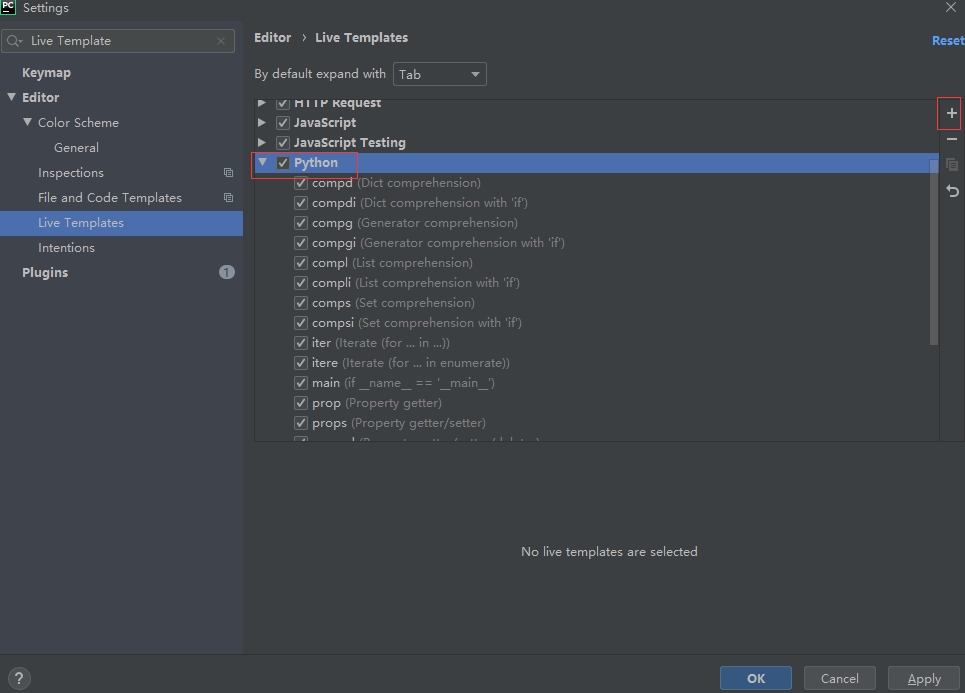 PC Settings
Live Template
Keymap
Editor
Color Scheme
General
Inspections
File and Code Templates
Live Templates
Intentions
Plugins 1
Editor › Live Templates
Reset
By default expand with Tab
HTTP Request
JavaScript
JavaScript Testing
Python
compd (Dict comprehension)
compdi (Dict comprehension with 'if')
compg (Generator comprehension)
compgi (Generator comprehension with 'if')
compl (List comprehension)
compli (List comprehension with 'if')
comps (Set comprehension)
compsi (Set comprehension with 'if')
iter (Iterate (for ... in ...))
itere (Iterate (for ... in enumerate))
main (if __name__ == '__main__')
prop (Property getter)
props (Property getter/setter)
No live templates are selected
?
OK Cancel Apply